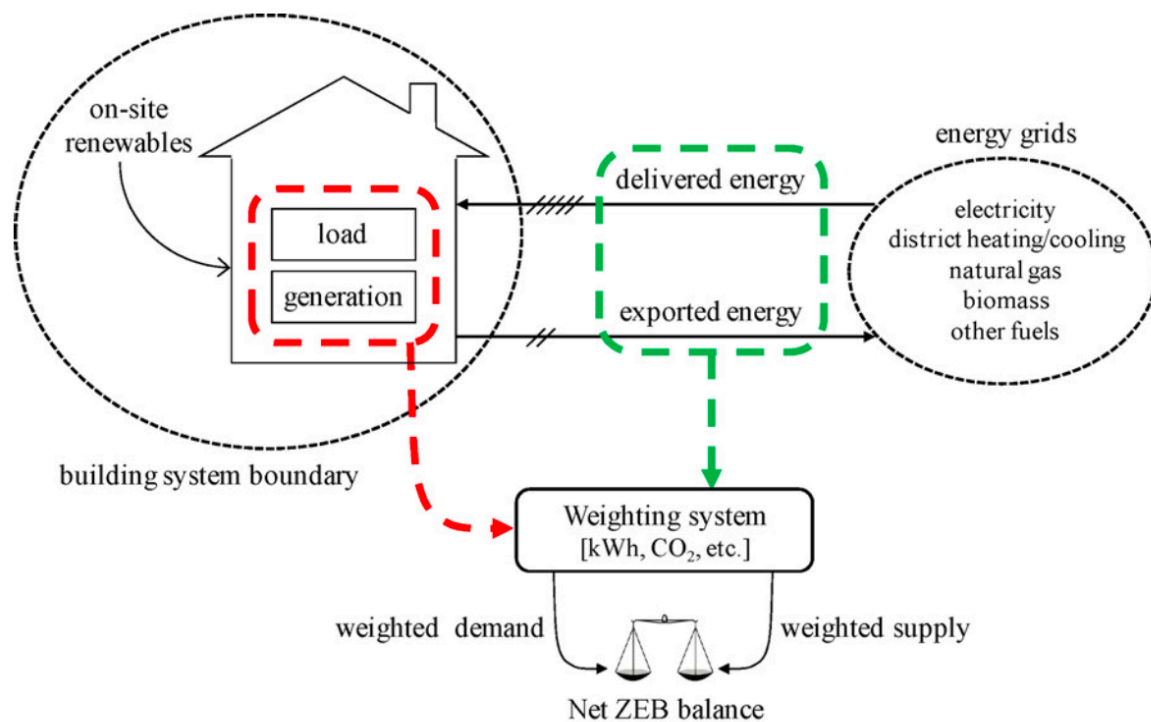 on-site
renewables
load
generation
building system boundary
delivered energy
exported energy
energy grids
electricity
district heating/cooling
natural gas
biomass
other fuels
Weighting system
[kWh, CO₂, etc.]
weighted demand
weighted supply
Net ZEB balance